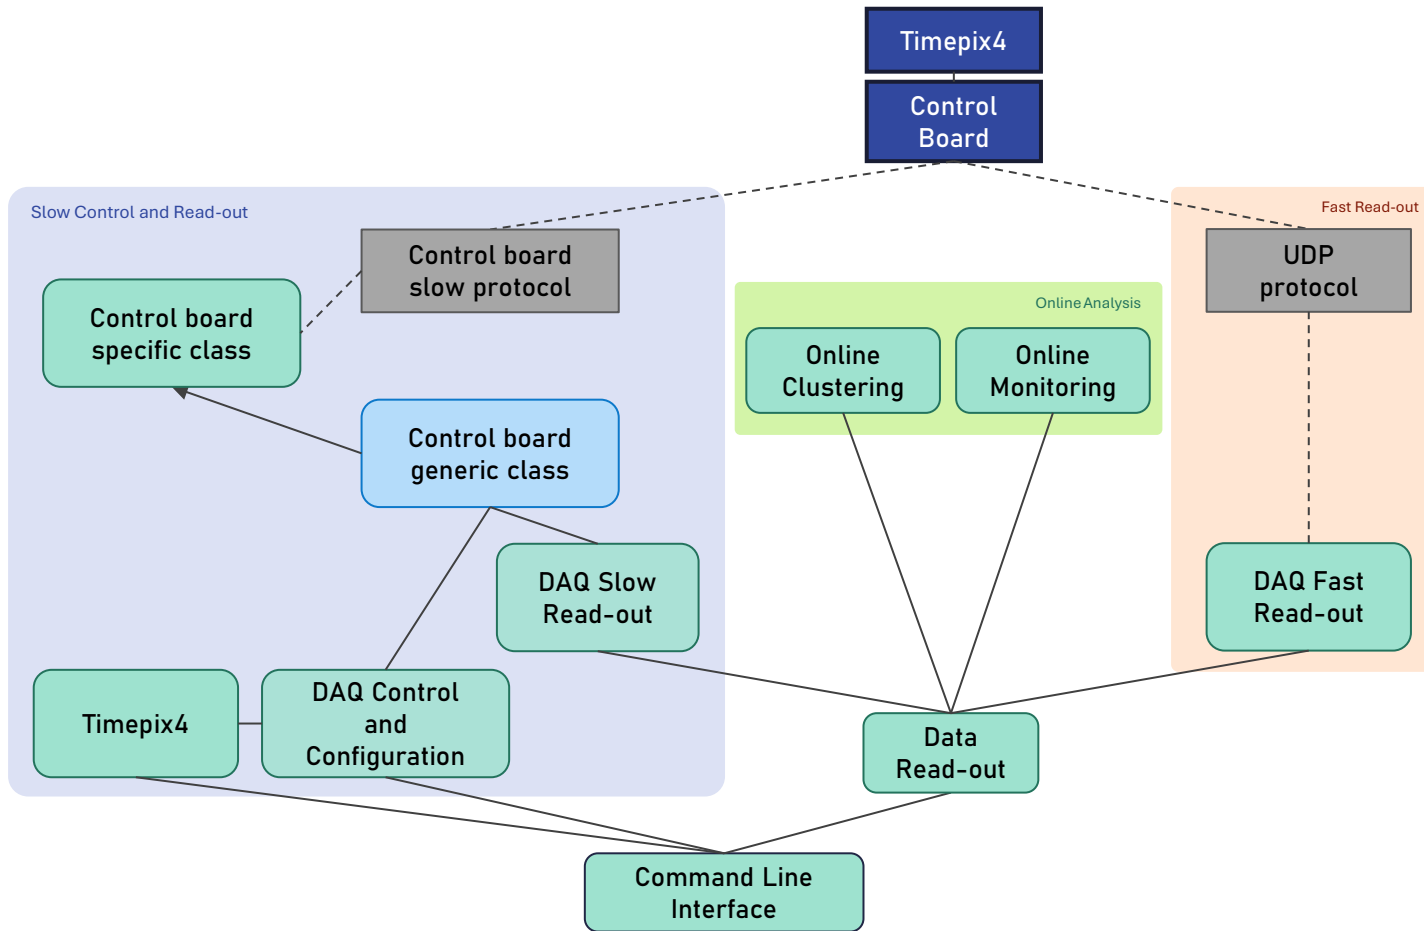 Timepix4
Control
Board
Slow Control and Read-out
Fast Read-out
Control board
slow protocol
UDP
protocol
Control board
specific class
Online Analysis
Online
Clustering
Online
Monitoring
Control board
generic class
DAQ Slow
Read-out
DAQ Fast
Read-out
Timepix4
DAQ Control
and
Configuration
Data
Read-out
Command Line
Interface